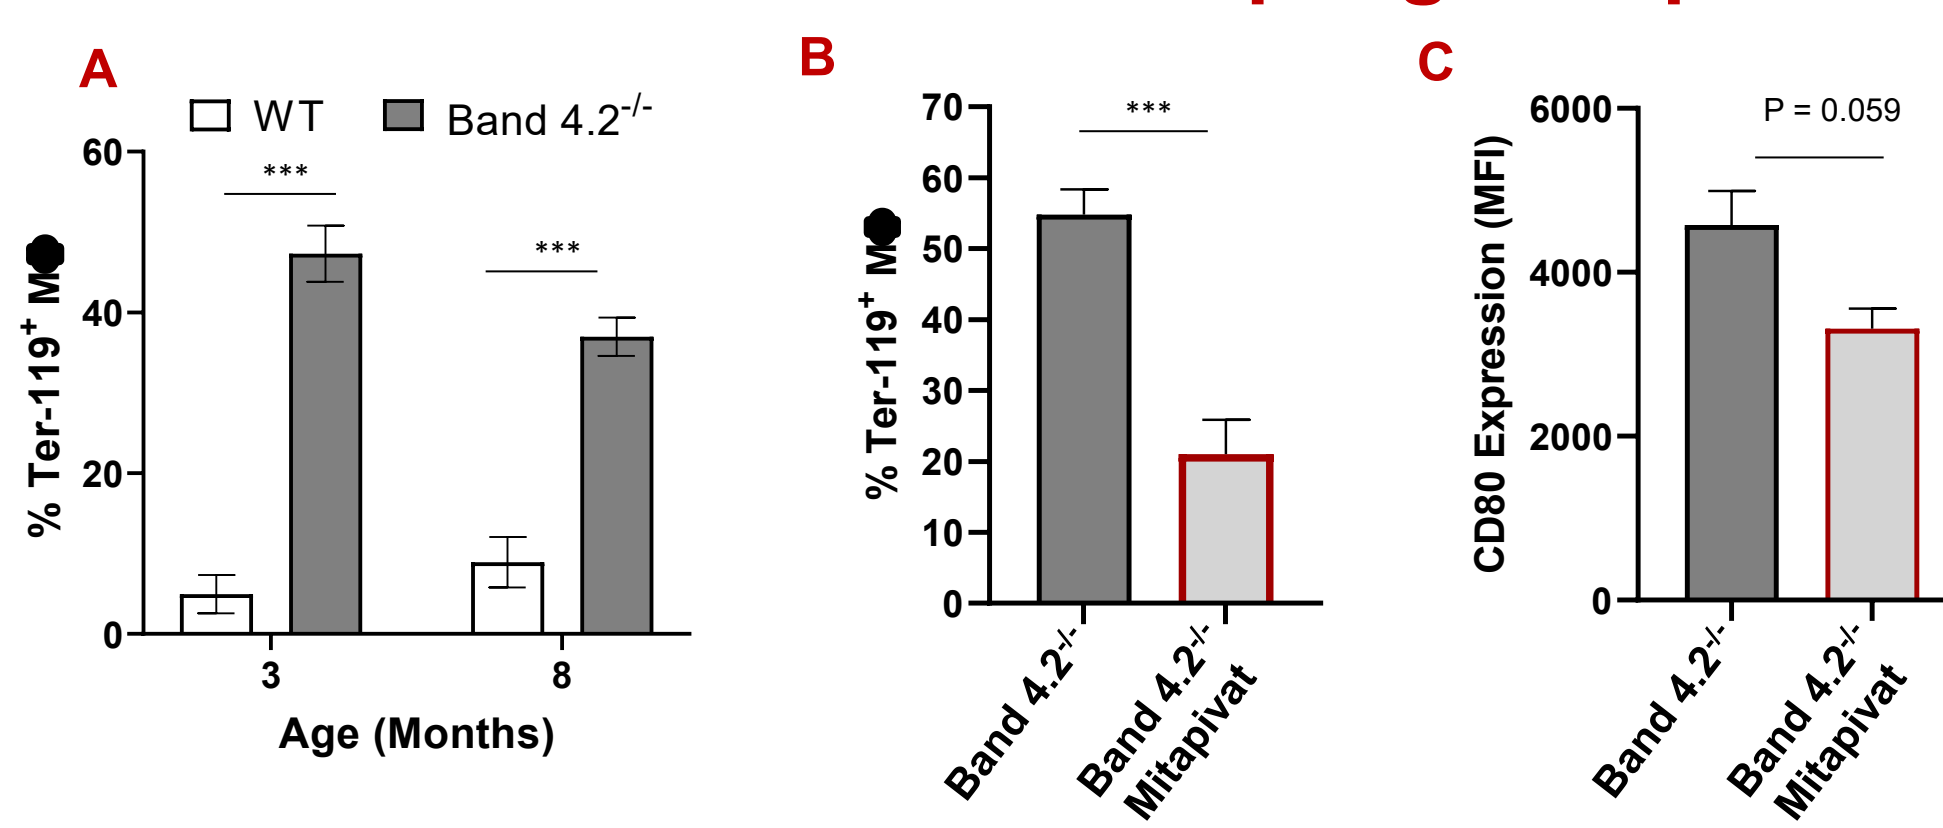 A
WT
Band 4.2-/-
60
40
20
0
% Ter-119+ M
***
***
3
8
Age (Months)
B
70
60
50
40
30
20
10
0
% Ter-119+ M
***
Band 4.2-/-
Band 4.2-/-
Mitapivat
C
6000
4000
2000
0
CD80 Expression (MFI)
P = 0.059
Band 4.2-/-
Band 4.2-/-
Mitapivat